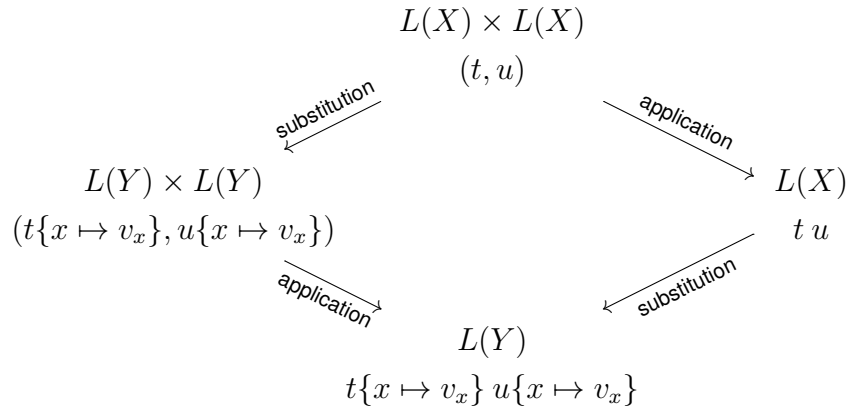 L(X) × L(X)
(t, u)
substitution
application
L(Y) × L(Y)
L(X)
(t{x ↦ v_x}, u{x ↦ v_x})
t u
application
substitution
L(Y)
t{x ↦ v_x} u{x ↦ v_x}